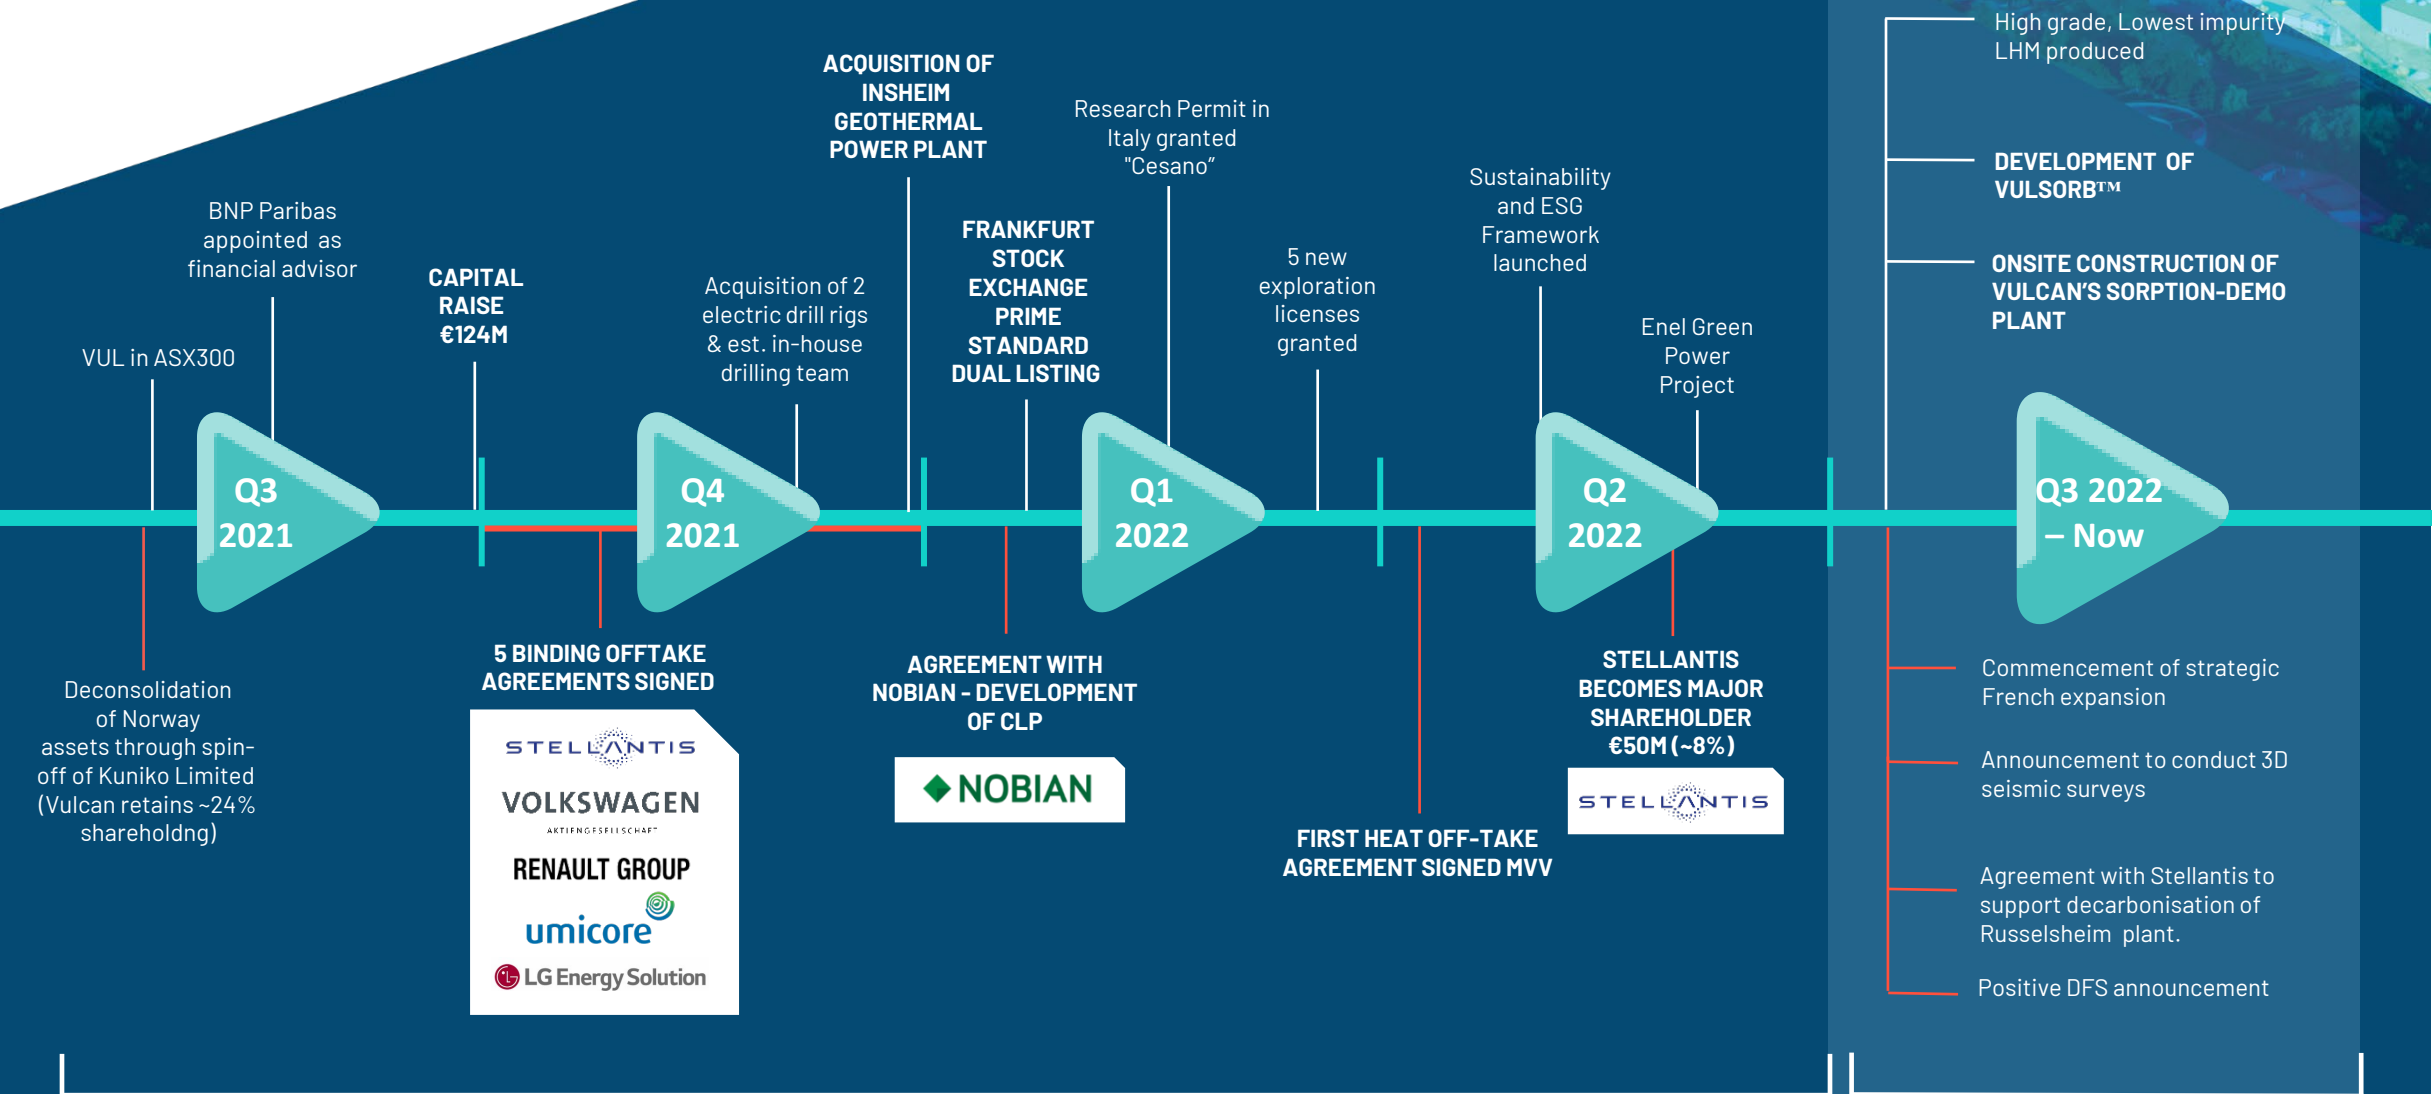 High grade, Lowest impurity
LHM produced
DEVELOPMENT OF
VULSORB™
ONSITE CONSTRUCTION OF
VULCAN'S SORPTION-DEMO
PLANT
ACQUISITION OF
INSHEIM
GEOTHERMAL
POWER PLANT
Research Permit in
Italy granted
"Cesano”
Sustainability
and ESG
Framework
launched
BNP Paribas
appointed as
financial advisor
FRANKFURT
STOCK
EXCHANGE
PRIME
STANDARD
DUAL LISTING
5 new
exploration
licenses
granted
CAPITAL
RAISE
€124M
Acquisition of 2
electric drill rigs
& est. in-house
drilling team
Enel Green
Power
Project
VUL in ASX300
Q3
2021
Q4
2021
Q1
2022
Q2
2022
Q3 2022
– Now
Deconsolidation
of Norway
assets through spin-
off of Kuniko Limited
(Vulcan retains ~24%
shareholdng)
5 BINDING OFFTAKE
AGREEMENTS SIGNED
STELLANTIS
VOLKSWAGEN
AKTIENGESELLSCHAFT
RENAULT GROUP
umicore
LG Energy Solution
AGREEMENT WITH
NOBIAN - DEVELOPMENT
OF CLP
NOBIAN
FIRST HEAT OFF-TAKE
AGREEMENT SIGNED MVV
STELLANTIS
BECOMES MAJOR
SHAREHOLDER
€50M (~8%)
STELLANTIS
Commencement of strategic
French expansion
Announcement to conduct 3D
seismic surveys
Agreement with Stellantis to
support decarbonisation of
Russelsheim plant.
Positive DFS announcement